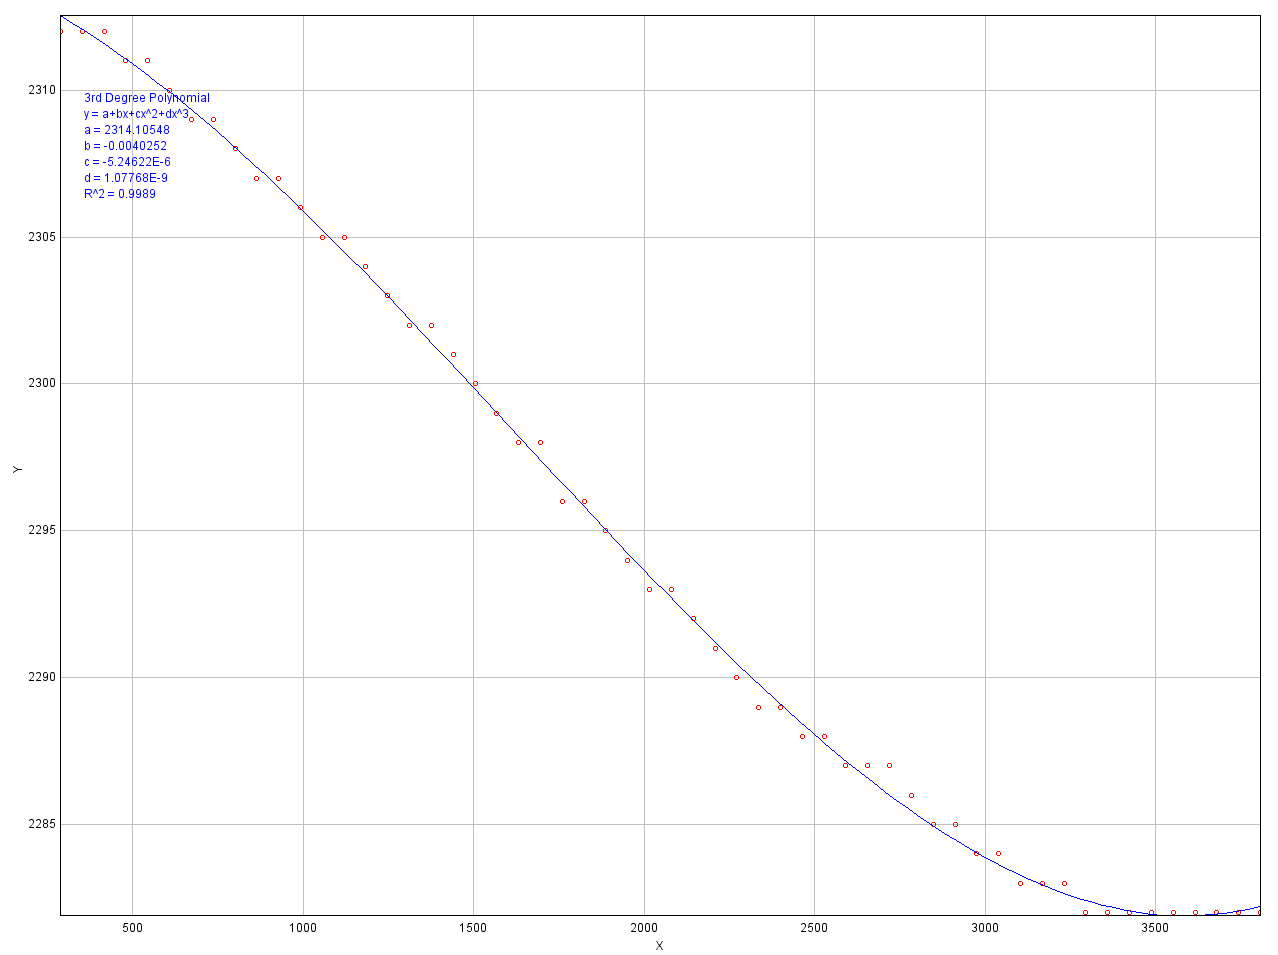 2310
3rd Degree Polynomial
y = a+bx+cx^2+dx^3
a = 2314.10548
b = -0.0040252
c = -5.24622E-6
d = 1.07768E-9
R^2 = 0.9989
2305
2300
Y
2295
2290
2285
500 1000 1500 2000 2500 3000 3500
X